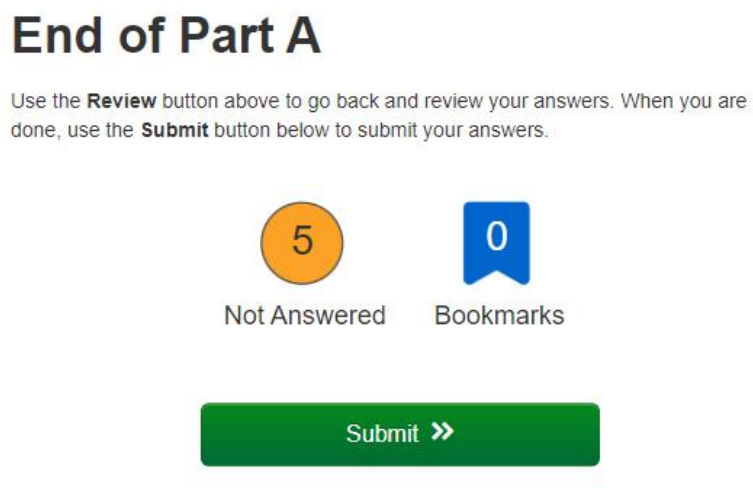 End of Part A
Use the Review button above to go back and review your answers. When you are
done, use the Submit button below to submit your answers.
5
0
Not Answered
Bookmarks
Submit